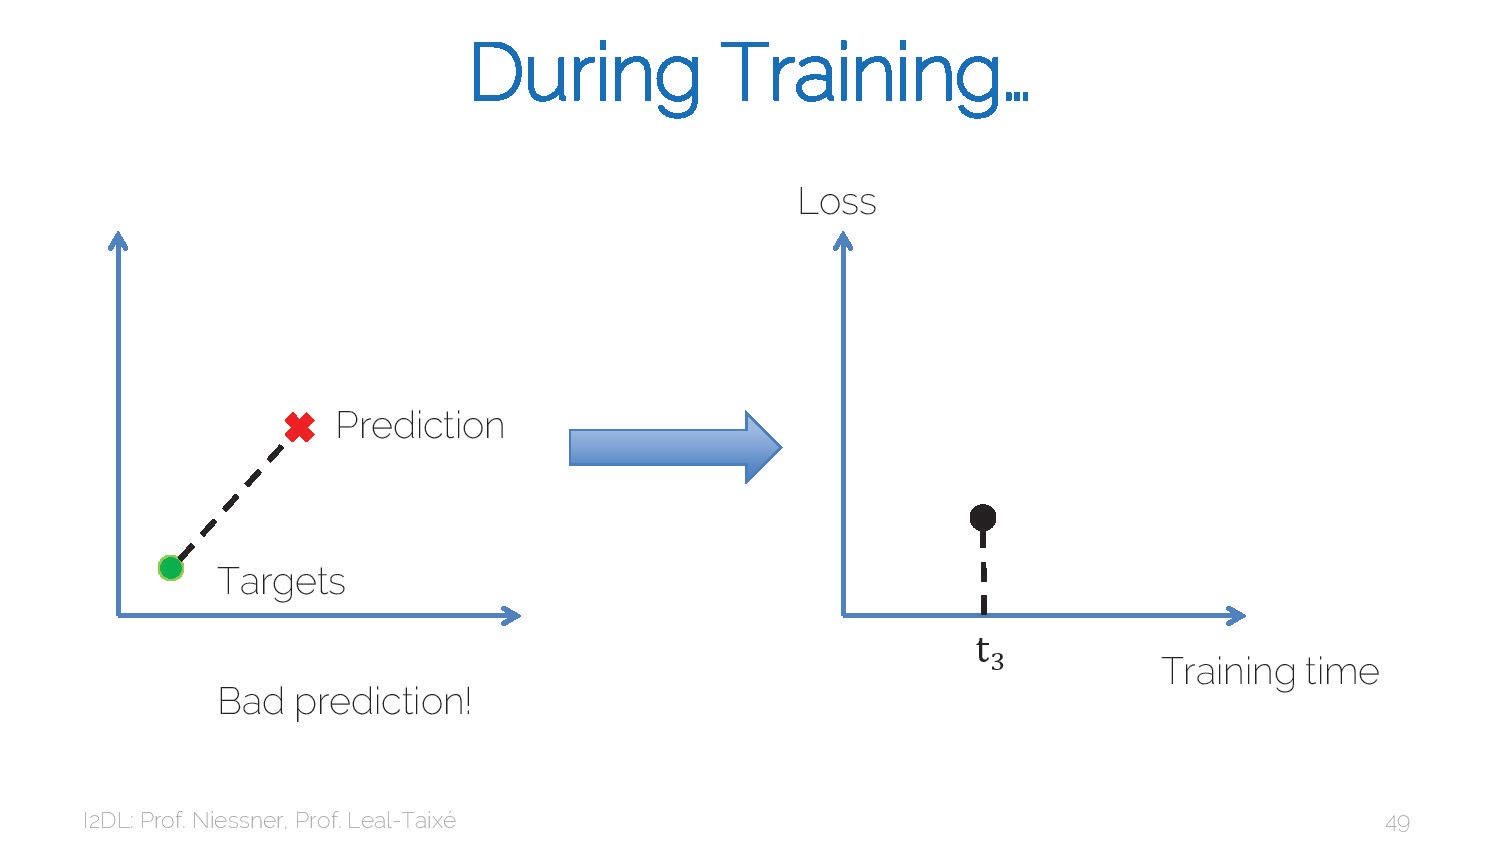 During Training...
Loss
Prediction
Targets
t₃
Training time
Bad prediction!
I2DL: Prof. Niessner, Prof. Leal-Taixé
49